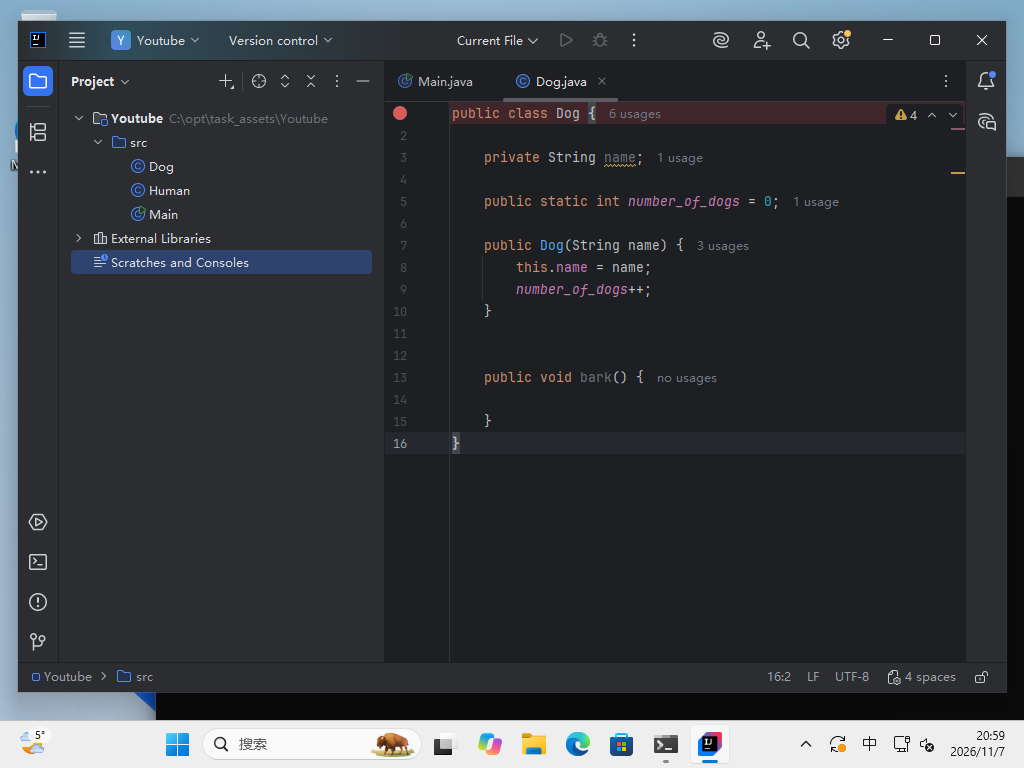 Y Youtube Version control Current File
Project
Main.java Dog.java
Youtube C:\opt\task_assets\Youtube
src
Dog
Human
Main
External Libraries
Scratches and Consoles
public class Dog { 6 usages
4
2
3 private String name; 1 usage
4
5 public static int number_of_dogs = 0; 1 usage
6
7 public Dog(String name) { 3 usages
8 this.name = name;
9 number_of_dogs++;
10 }
11
12
13 public void bark() { no usages
14
15 }
16 }
Youtube src 16:2 LF UTF-8 4 spaces
5° 搜索 中 20:59
2026/11/7